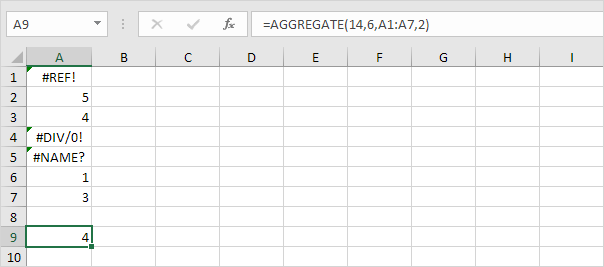 A9 fx =AGGREGATE(14,6,A1:A7,2)
A B C D E F G H I
1 #REF!
2 5
3 4
4 #DIV/0!
5 #NAME?
6 1
7 3
8
9 4